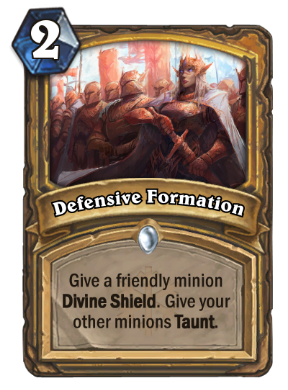 2
Defensive Formation
Give a friendly minion
Divine Shield. Give your
other minions Taunt.